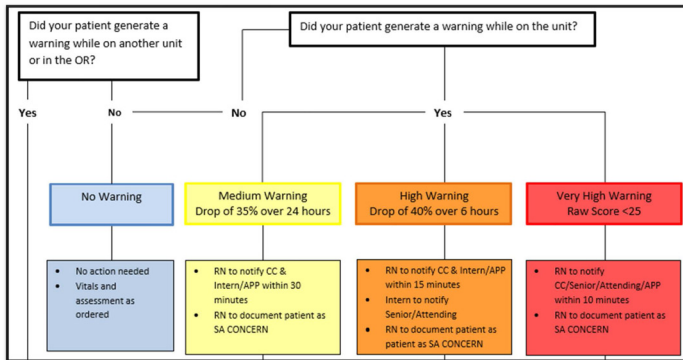 Did your patient generate a
warning while on another unit
or in the OR?
Did your patient generate a warning while on the unit?
Yes
No
No
Yes
No Warning
Medium Warning
Drop of 35% over 24 hours
High Warning
Drop of 40% over 6 hours
Very High Warning
Raw Score <25
• No action needed
• Vitals and
assessment as
ordered
• RN to notify CC &
Intern/APP within 30
minutes
• RN to document patient as
SA CONCERN
• RN to notify CC & Intern/APP
within 15 minutes
• Intern to notify
Senior/Attending
• RN to document patient as
patient as SA CONCERN
• RN to notify
CC/Senior/Attending/APP
within 10 minutes
• RN to document patient as
SA CONCERN